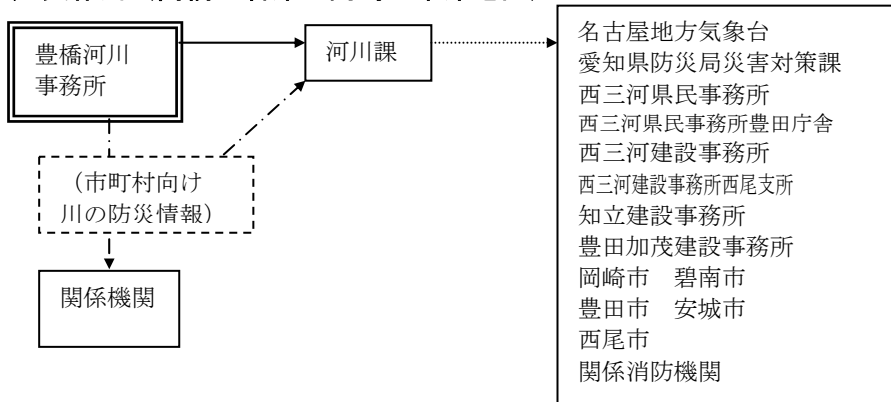 豊橋河川
事務所
河川課
（市町村向け
川の防災情報）
関係機関
名古屋地方気象台
愛知県防災局災害対策課
西三河県民事務所
西三河県民事務所豊田庁舎
西三河建設事務所
西三河建設事務所西尾支所
知立建設事務所
豊田加茂建設事務所
岡崎市　碧南市
豊田市　安城市
西尾市
関係消防機関